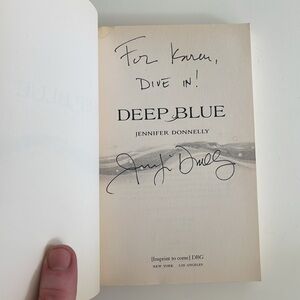 For Karen,
DIVE IN!
DEEP BLUE
JENNIFER DONNELLY
[Imprint to come] DBG
NEW YORK LOS ANGELES